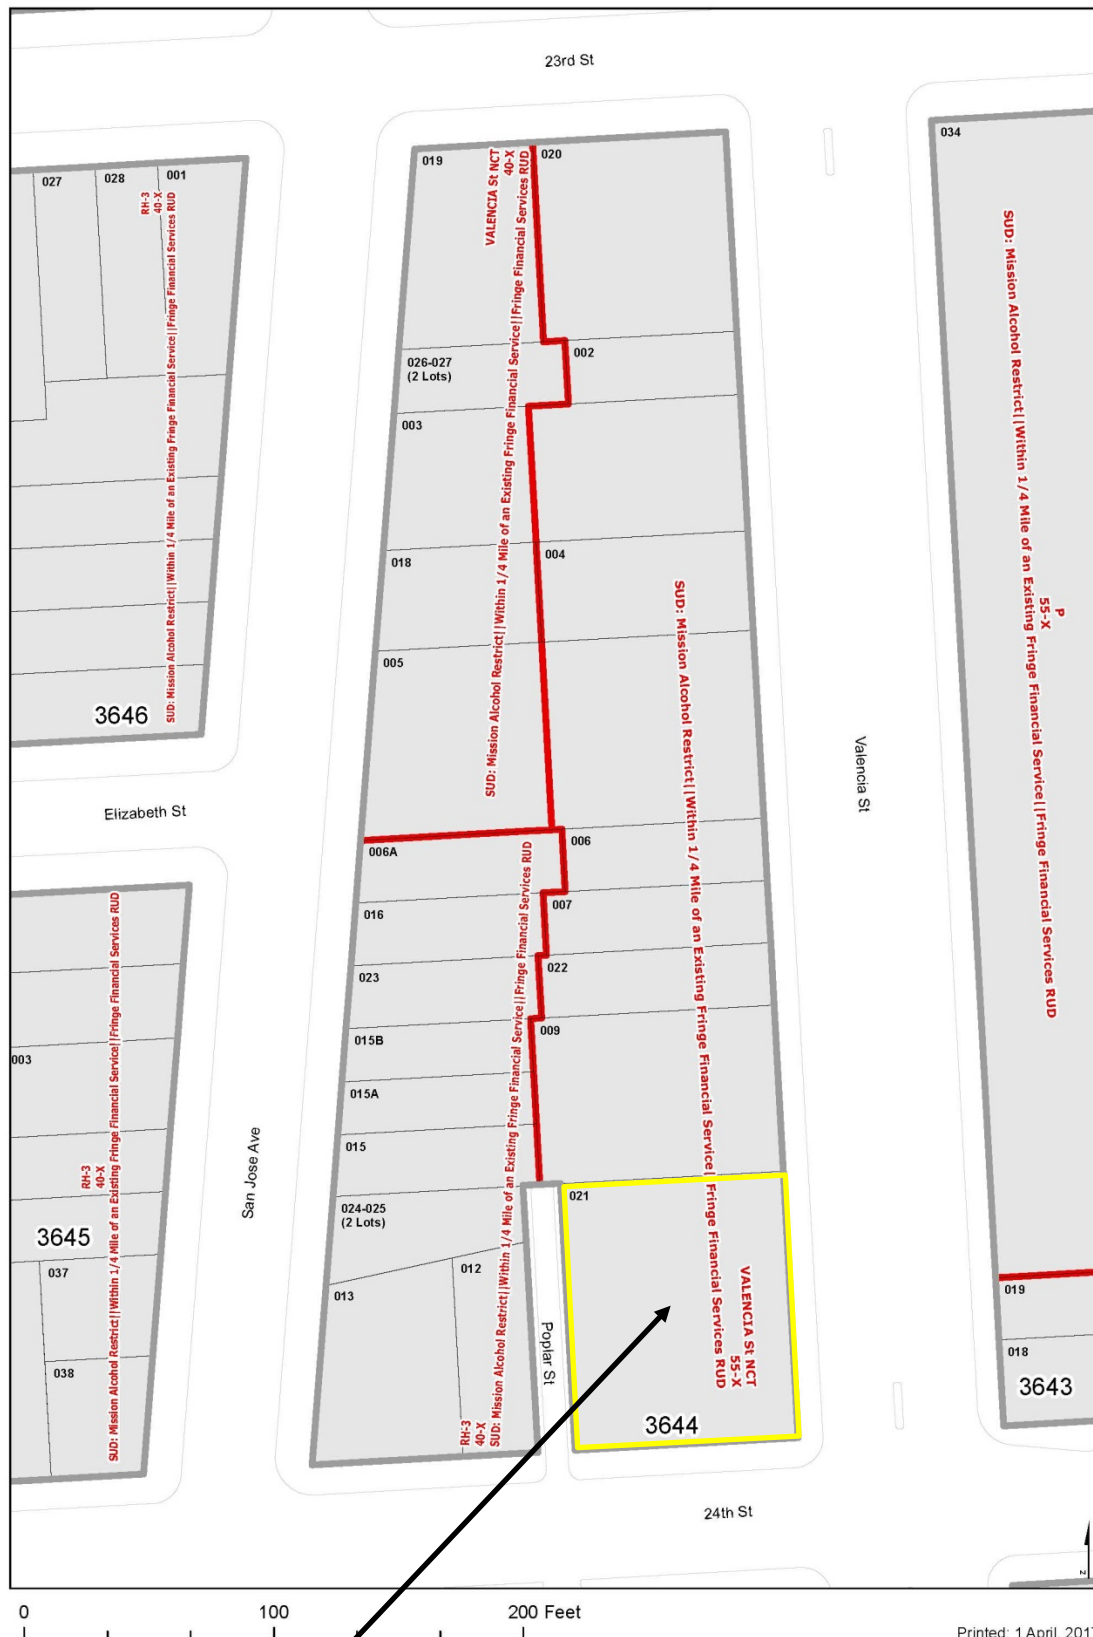 23rd St
034
019
VALENCIA St NCT
40-X
SUD: Mission Alcohol Restrict||Within 1/4 Mile of an Existing Fringe Financial Service||Fringe Financial Services RUD
020
027
028
001
RH-3
40-X
SUD: Mission Alcohol Restrict||Within 1/4 Mile of an Existing Fringe Financial Service||Fringe Financial Services RUD
SUD: Mission Alcohol Restrict||Within 1/4 Mile of an Existing Fringe Financial Service||Fringe Financial Services RUD
P
55-X
026-027
(2 Lots)
002
003
018
004
005
SUD: Mission Alcohol Restrict||Within 1/4 Mile of an Existing Fringe Financial Service||Fringe Financial Services RUD
VALENCIA St NCT
55-X
3646
Valencia St
Elizabeth St
006A
006
016
007
023
022
015B
009
015A
015
024-025
(2 Lots)
021
RH-3
40-X
SUD: Mission Alcohol Restrict||Within 1/4 Mile of an Existing Fringe Financial Service||Fringe Financial Services RUD
003
RH-3
40-X
SUD: Mission Alcohol Restrict||Within 1/4 Mile of an Existing Fringe Financial Service||Fringe Financial Services RUD
San Jose Ave
3645
037
038
012
013
Poplar St
3644
019
018
3643
24th St
z
0
100
200 Feet
Printed: 1 April, 2017